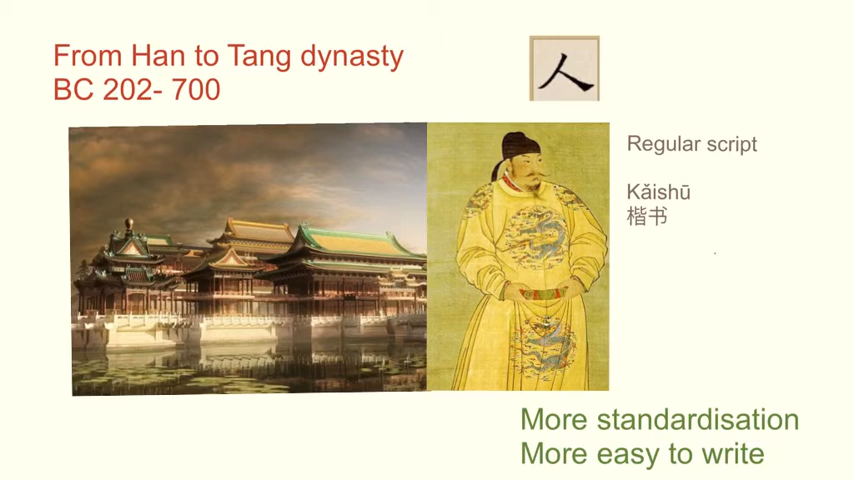 From Han to Tang dynasty
BC 202- 700
人
Regular script
Kǎishū
楷书
More standardisation
More easy to write